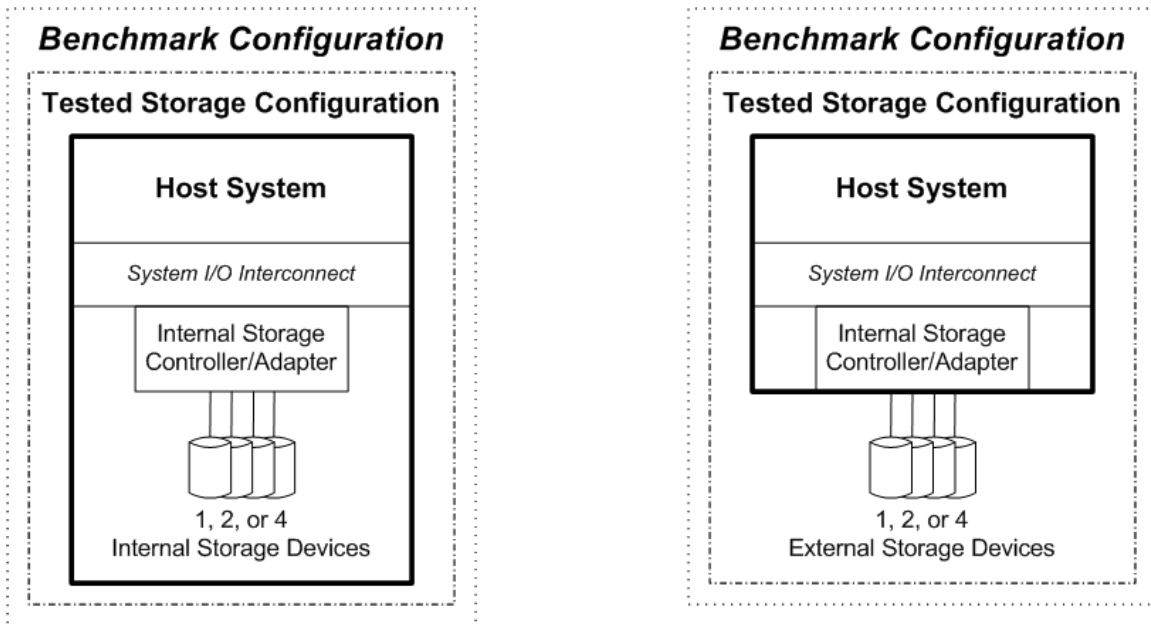 Benchmark Configuration
Tested Storage Configuration
Host System
System I/O Interconnect
Internal Storage
Controller/Adapter
1, 2, or 4
Internal Storage Devices
Benchmark Configuration
Tested Storage Configuration
Host System
System I/O Interconnect
Internal Storage
Controller/Adapter
1, 2, or 4
External Storage Devices